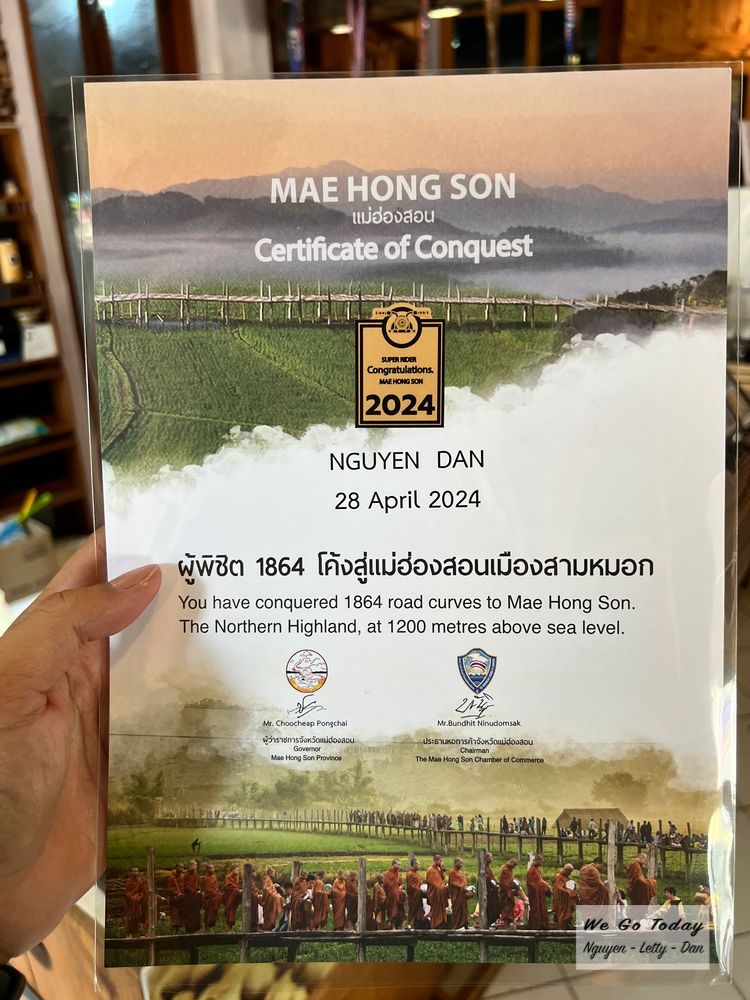 MAE HONG SON
แม่ฮ่องสอน
Certificate of Conquest
SUPER RIDER
Congratulations.
MAE HONG SON
2024
NGUYEN DAN
28 April 2024
ผู้พิชิต 1864 โค้งสู่แม่ฮ่องสอนเมืองสามหมอก
You have conquered 1864 road curves to Mae Hong Son.
The Northern Highland, at 1200 metres above sea level.
Mr. Choocheap Pongchai
ผู้ว่าราชการจังหวัดแม่ฮ่องสอน
Governor
Mae Hong Son Province
Mr.Bundhit Ninudomsak
ประธานหอการค้าจังหวัดแม่ฮ่องสอน
Chairman
The Mae Hong Son Chamber of Commerce
We Go Today
Nguyen - Letty - Dan